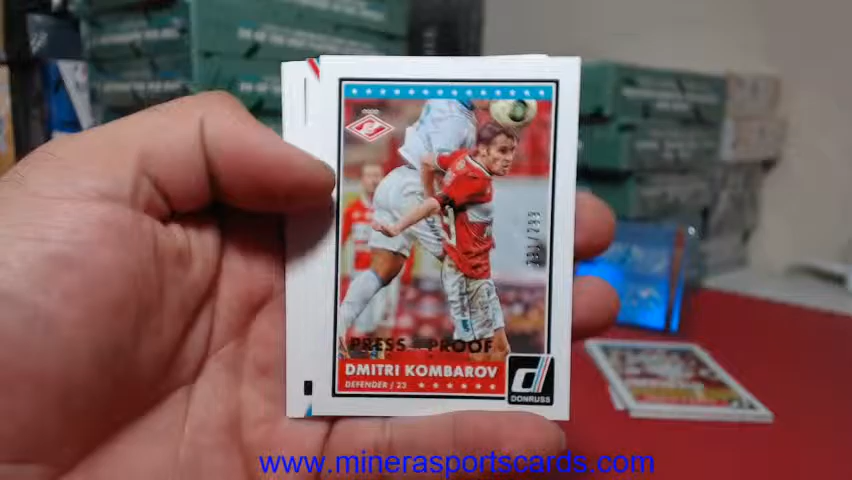 PRESS PROOF
DMITRI KOMBAROV
DEFENDER / 23
DONRUSS
www.minerasportscards.com